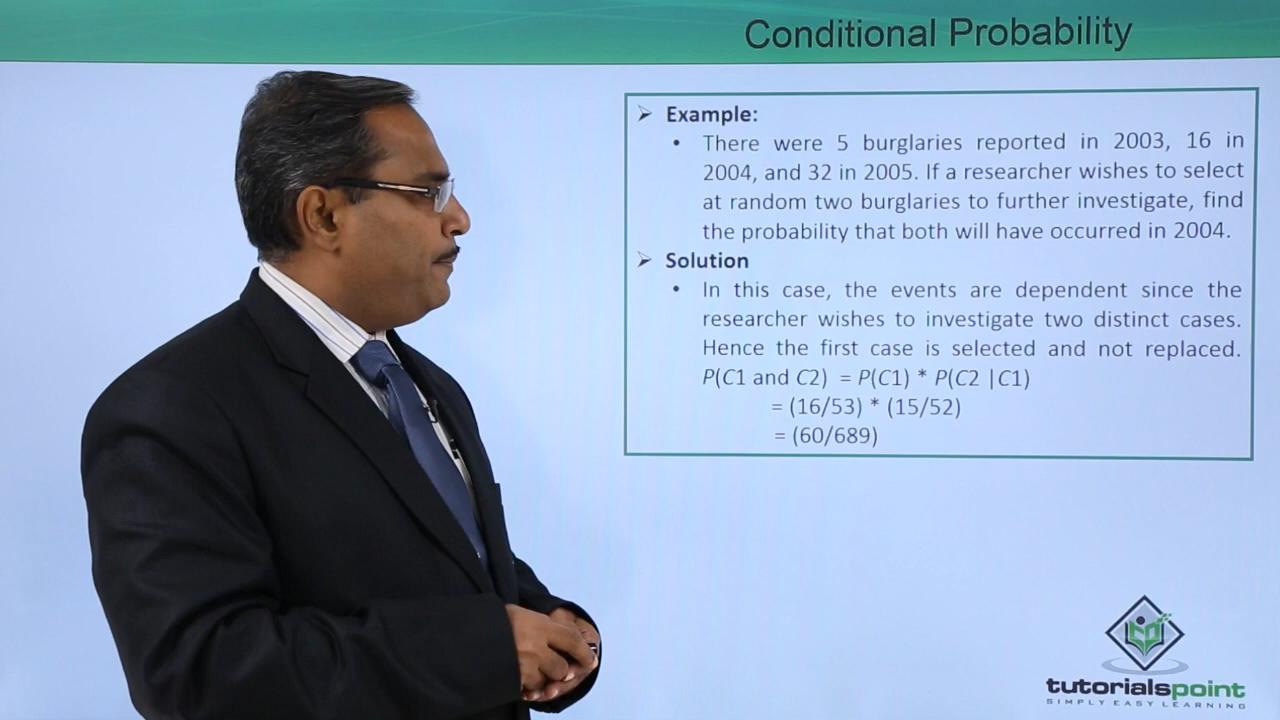 Conditional Probability
➢ Example:
• There were 5 burglaries reported in 2003, 16 in
2004, and 32 in 2005. If a researcher wishes to select
at random two burglaries to further investigate, find
the probability that both will have occurred in 2004.
➢ Solution
• In this case, the events are dependent since the
researcher wishes to investigate two distinct cases.
Hence the first case is selected and not replaced.
P(C1 and C2) = P(C1) * P(C2 |C1)
= (16/53) * (15/52)
= (60/689)
tutorialspoint
SIMPLY EASY LEARNING